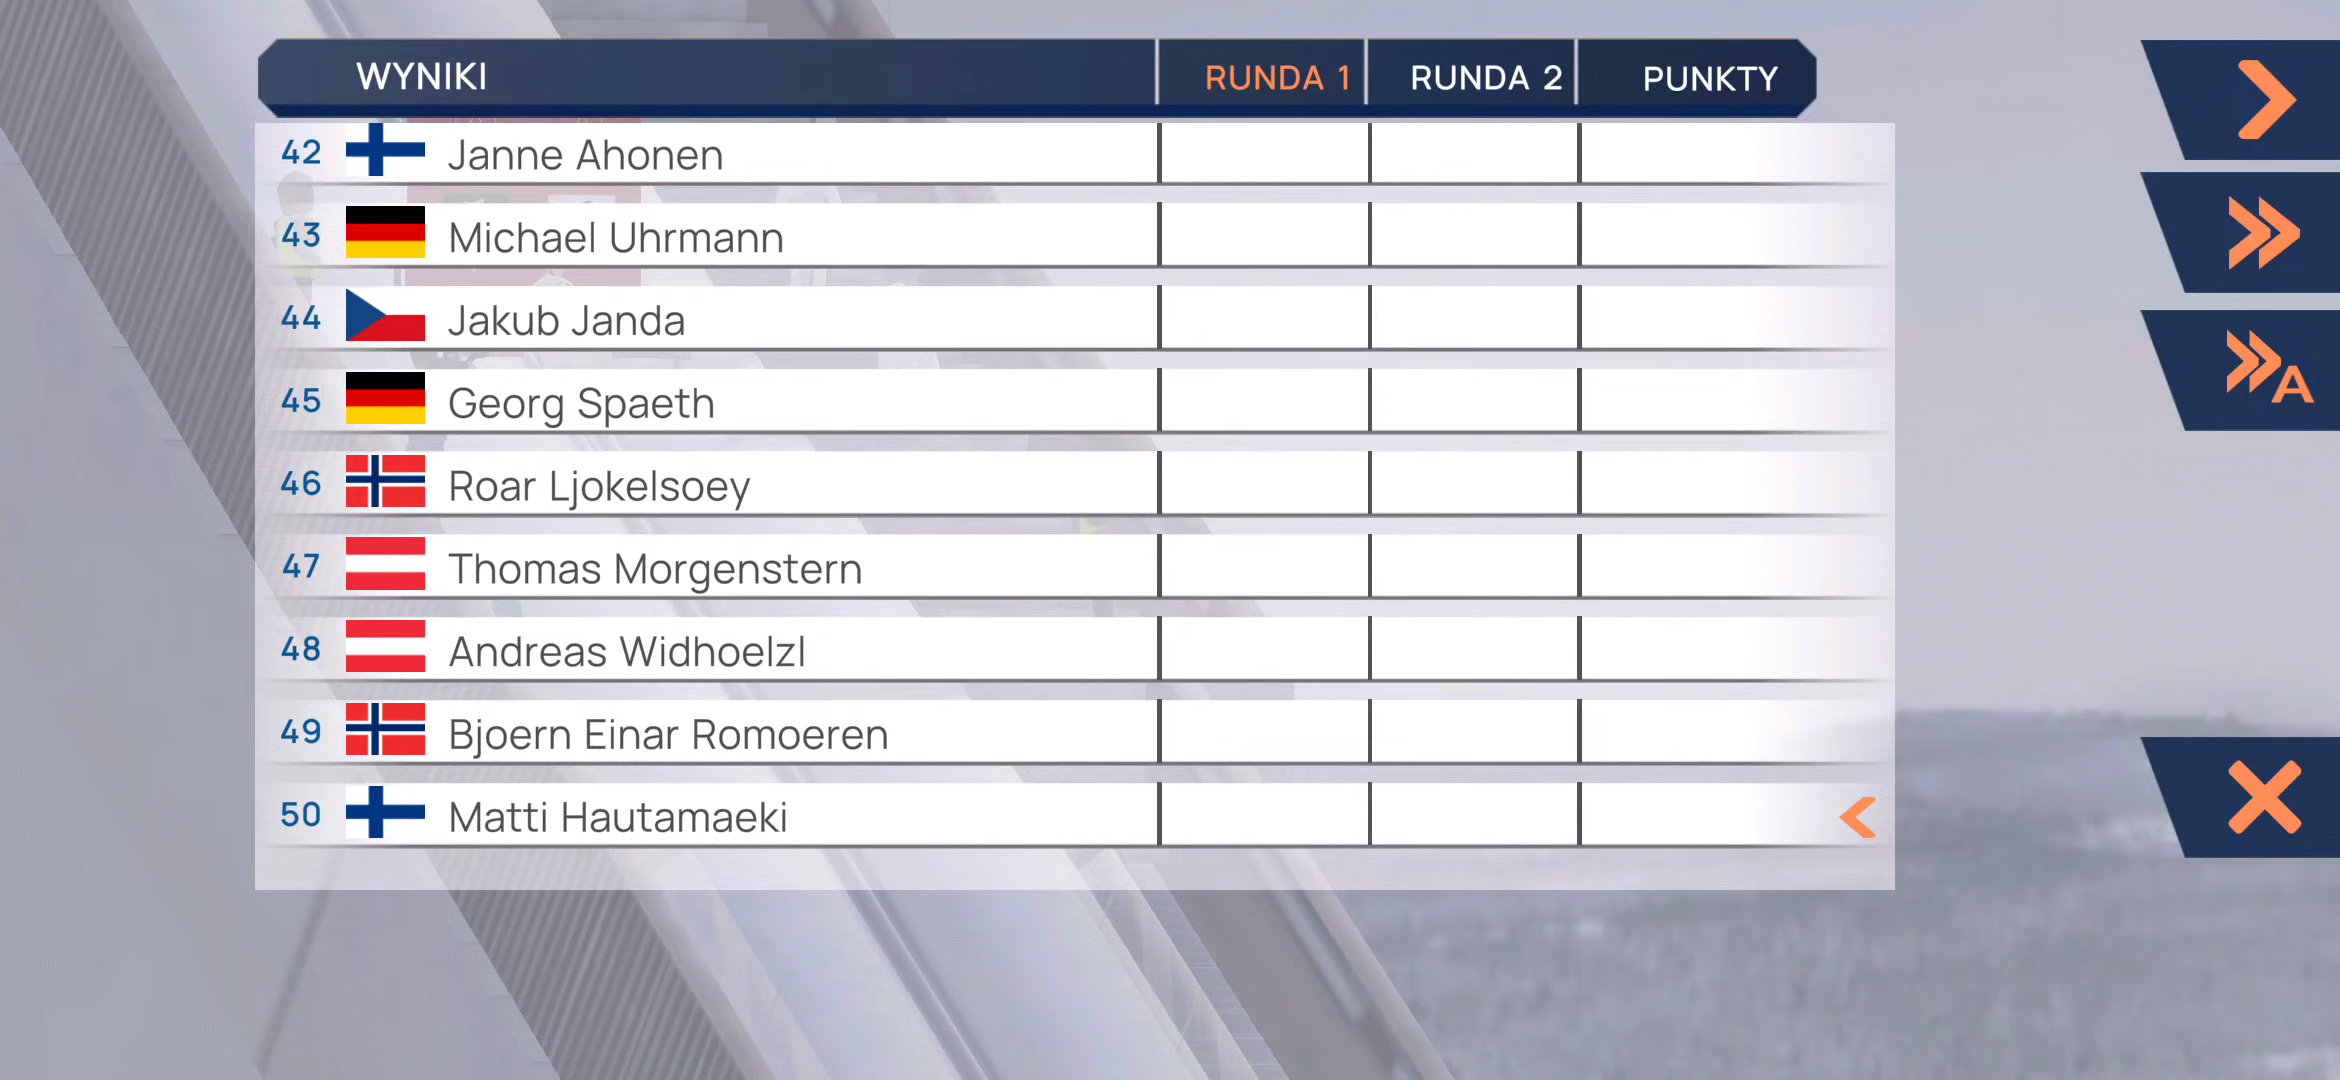 WYNIKI RUNDA 1 RUNDA 2 PUNKTY
42 Janne Ahonen
43 Michael Uhrmann
44 Jakub Janda
45 Georg Spaeth
46 Roar Ljokelsoey
47 Thomas Morgenstern
48 Andreas Widhoelzl
49 Bjoern Einar Romoeren
50 Matti Hautamaeki
A